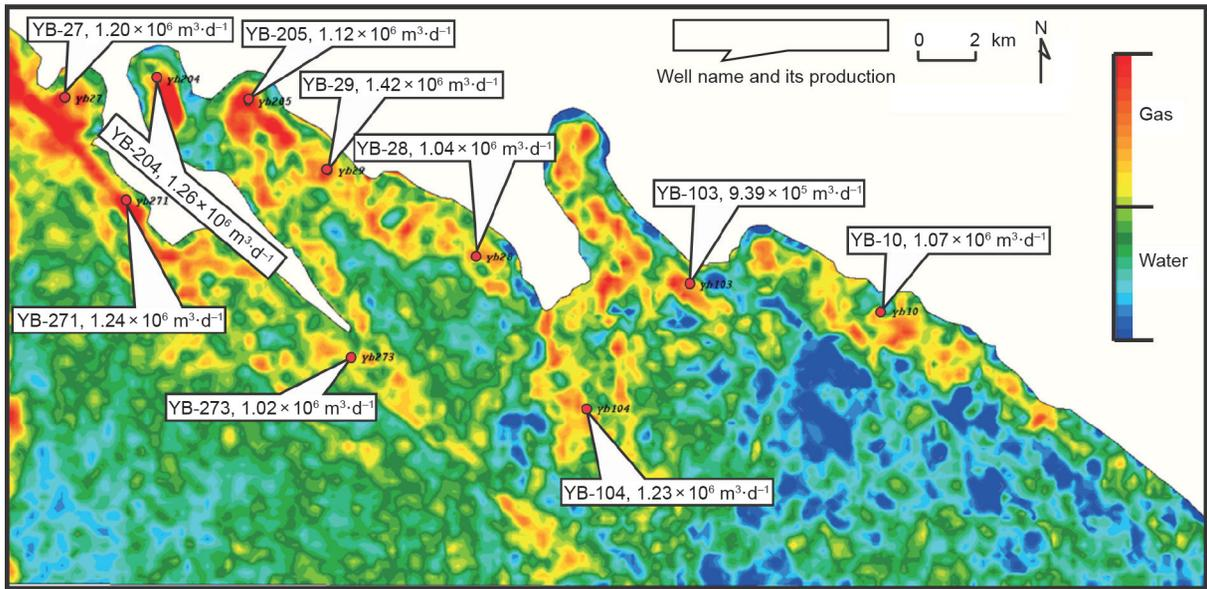 YB-27, 1.20 × 10⁶ m³·d⁻¹
YB-205, 1.12 × 10⁶ m³·d⁻¹
YB-29, 1.42 × 10⁶ m³·d⁻¹
YB-28, 1.04 × 10⁶ m³·d⁻¹
YB-204, 1.26 × 10⁶ m³·d⁻¹
YB-103, 9.39 × 10⁵ m³·d⁻¹
YB-10, 1.07 × 10⁶ m³·d⁻¹
YB-271, 1.24 × 10⁶ m³·d⁻¹
YB-273, 1.02 × 10⁶ m³·d⁻¹
YB-104, 1.23 × 10⁶ m³·d⁻¹
Well name and its production
0 2 km
N
Gas
Water
yb27
yb204
yb205
yb29
yb28
yb271
yb273
yb103
yb10
yb104